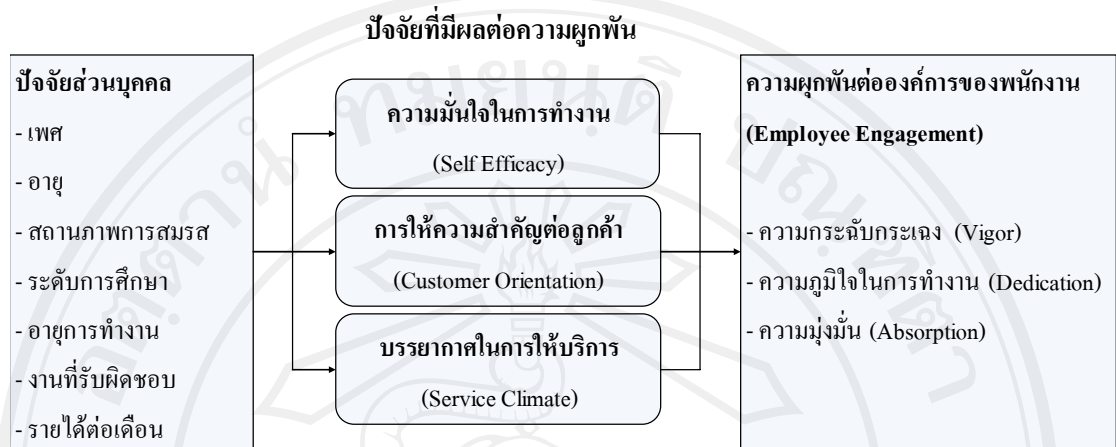 ปัจจัยที่มีผลต่อความผูกพัน
ปัจจัยส่วนบุคคล
- เพศ
- อายุ
- สถานภาพการสมรส
- ระดับการศึกษา
- อายุการทำงาน
- งานที่รับผิดชอบ
- รายได้ต่อเดือน
ความมั่นใจในการทำงาน
(Self Efficacy)
การให้ความสำคัญต่อลูกค้า
(Customer Orientation)
บรรยากาศในการให้บริการ
(Service Climate)
ความผุกพันต่อองค์การของพนักงาน
(Employee Engagement)
- ความกระฉับกระเฉง (Vigor)
- ความภูมิใจในการทำงาน (Dedication)
- ความมุ่งมั่น (Absorption)